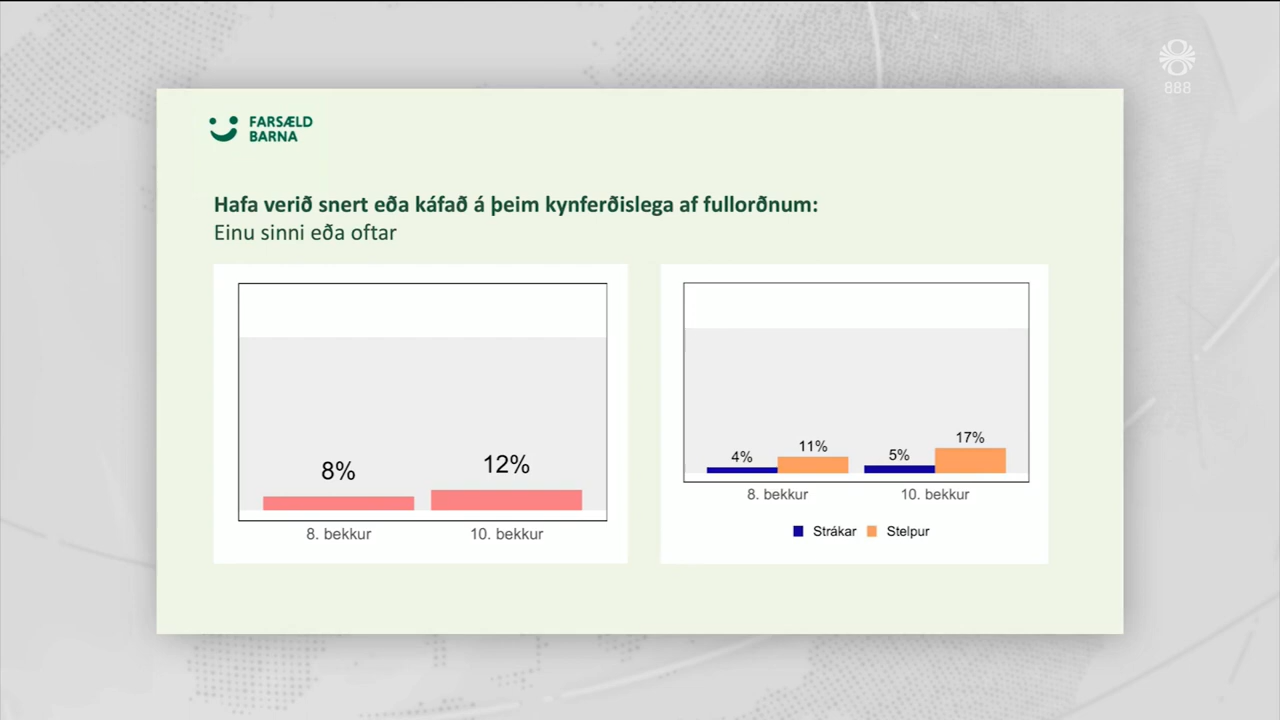 888
FARSÆLD
BARNA
Hafa verið snert eða káfað á þeim kynferðislega af fullorðnum:
Einu sinni eða oftar
8%
12%
8. bekkur
10. bekkur
4%
11%
5%
17%
8. bekkur
10. bekkur
Strákar
Stelpur